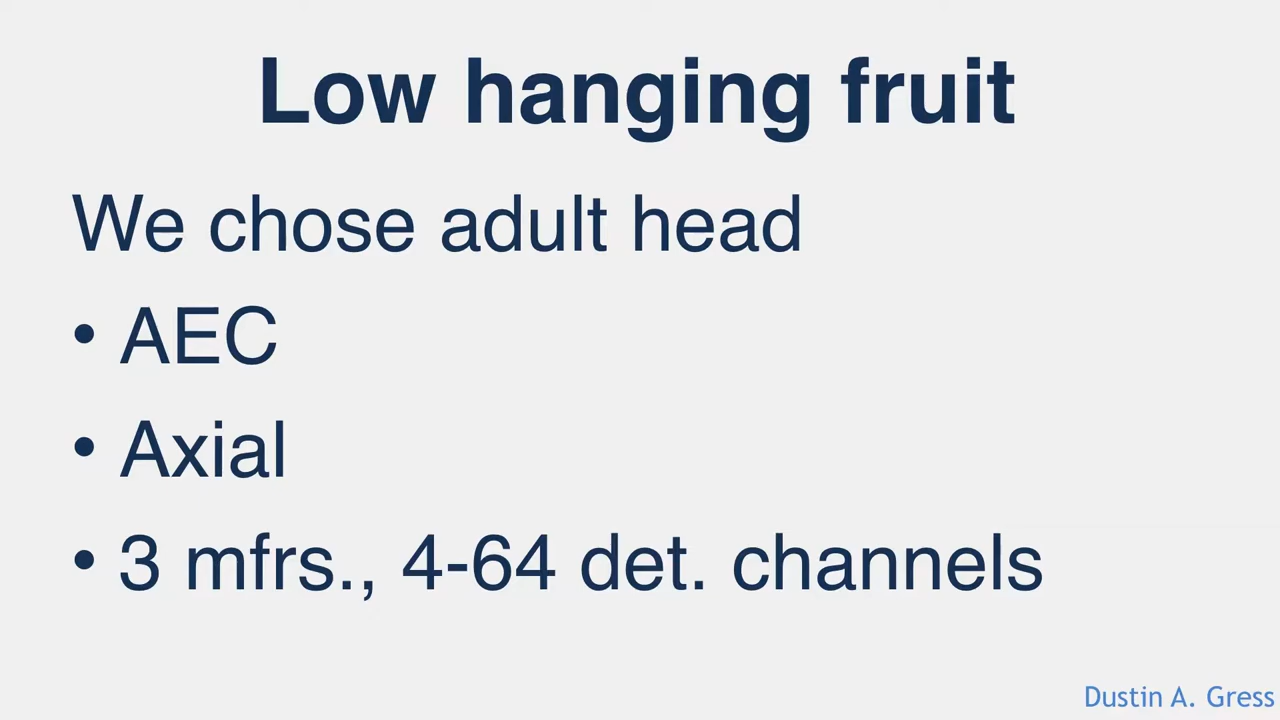 Low hanging fruit
We chose adult head
• AEC
• Axial
• 3 mfrs., 4-64 det. channels
Dustin A. Gress